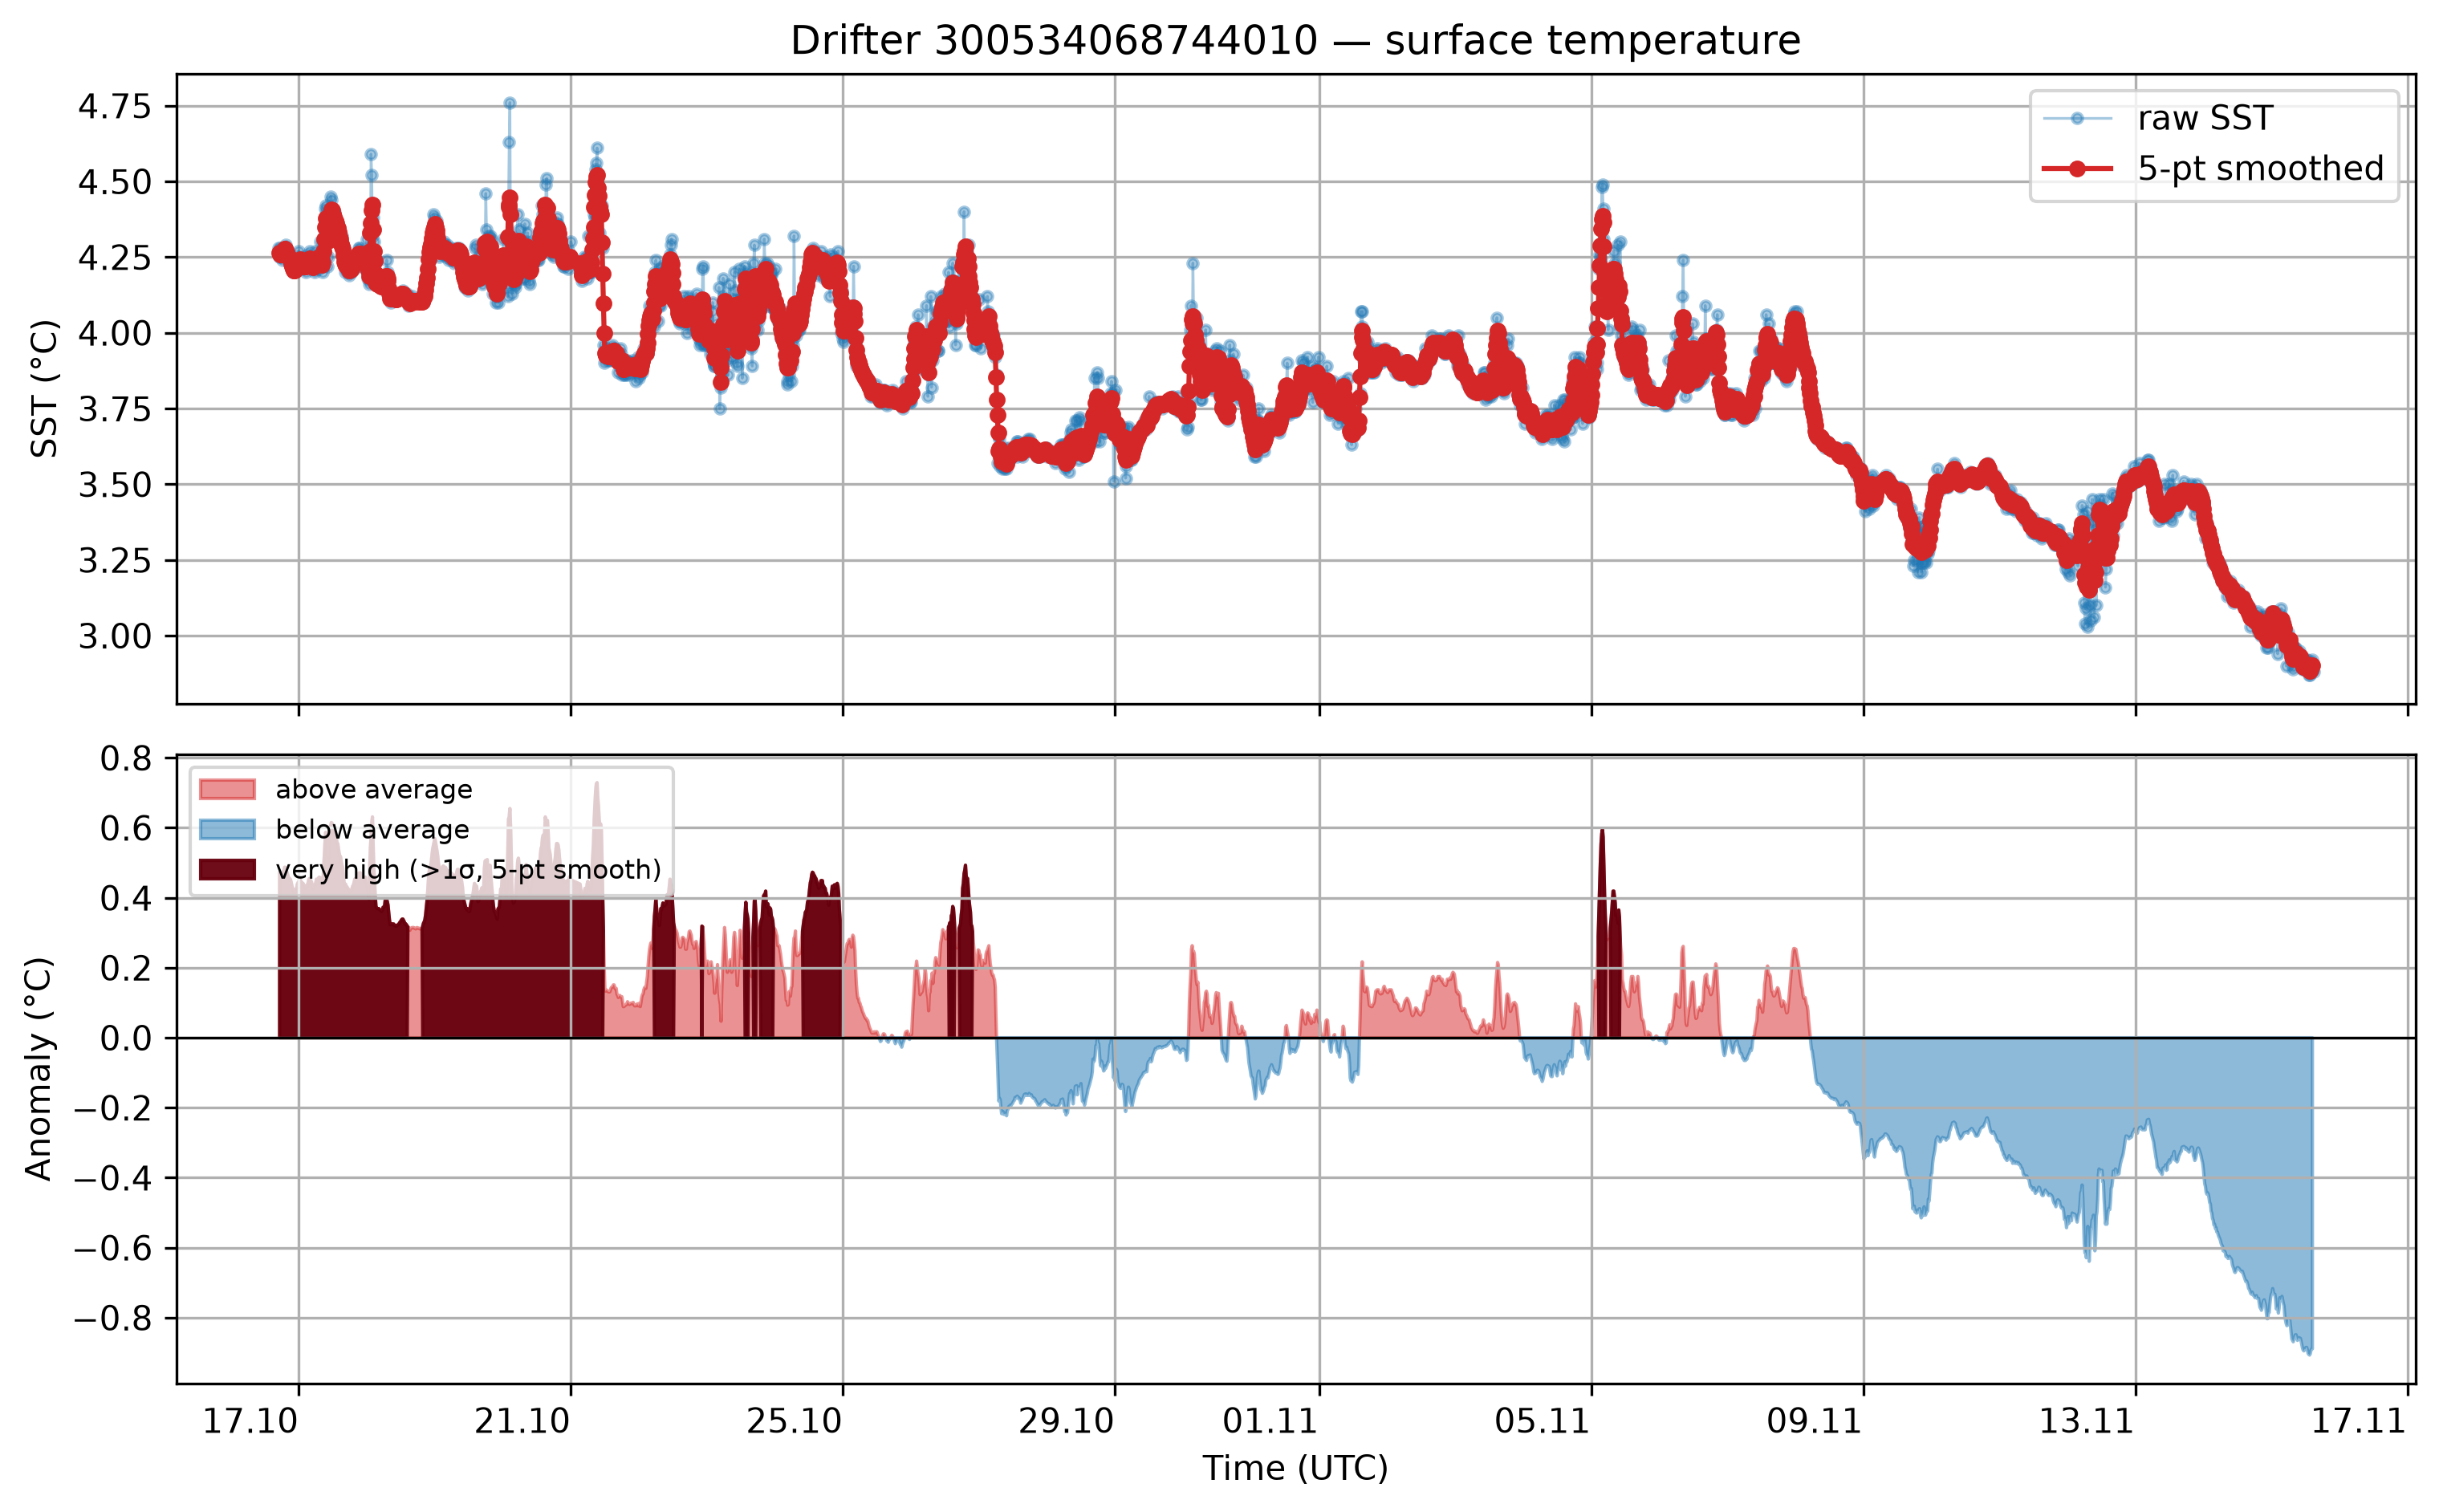 Drifter 300534068744010 — surface temperature
SST (°C)
4.75
4.50
4.25
4.00
3.75
3.50
3.25
3.00
raw SST
5-pt smoothed
Anomaly (°C)
0.8
0.6
0.4
0.2
0.0
−0.2
−0.4
−0.6
−0.8
above average
below average
very high (>1σ, 5-pt smooth)
17.10
21.10
25.10
29.10
01.11
05.11
09.11
13.11
17.11
Time (UTC)